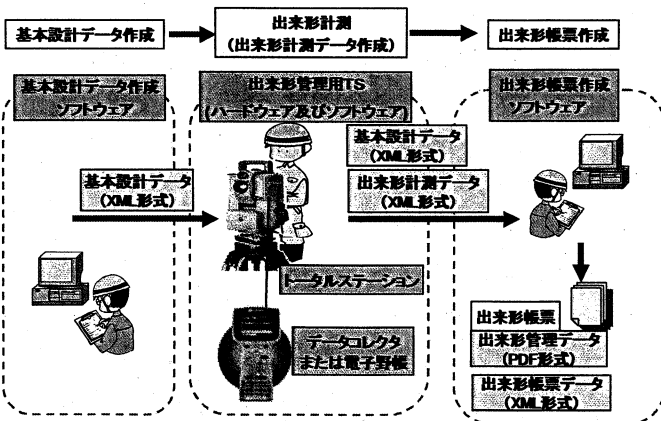 基本設計データ作成
出来形計測
(出来形計測データ作成)
出来形帳票作成
基本設計データ作成
ソフトウェア
出来形管理用TS
(ハードウェア及びソフトウェア)
出来形帳票作成
ソフトウェア
基本設計データ
(XML形式)
基本設計データ
(XML形式)
出来形計測データ
(XML形式)
トータルステーション
データコレクタ
または電子野帳
出来形帳票
出来形管理データ
(PDF形式)
出来形帳票データ
(XML形式)